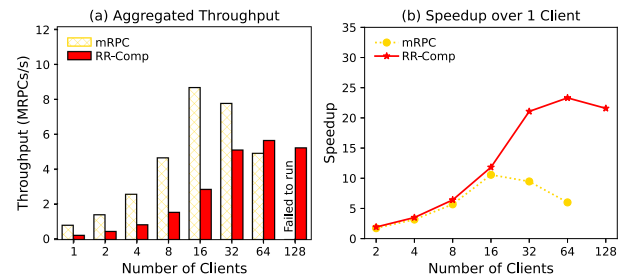 (a) Aggregated Throughput
mRPC
RR-Comp
Throughput (MRPCs/s)
12
10
8
6
4
2
0
Failed to run
1 2 4 8 16 32 64 128
Number of Clients
(b) Speedup over 1 Client
mRPC
RR-Comp
Speedup
35
30
25
20
15
10
5
0
2 4 8 16 32 64 128
Number of Clients